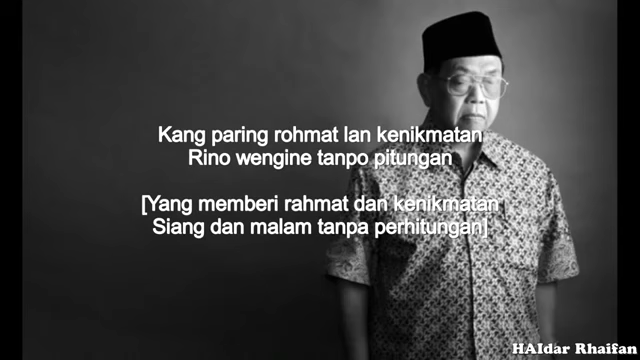 Kang paring rohmat lan kenikmatan
Rino wengine tanpo pitungan
[Yang memberi rahmat dan kenikmatan
Siang dan malam tanpa perhitungan]
HAIdar Rhaifan